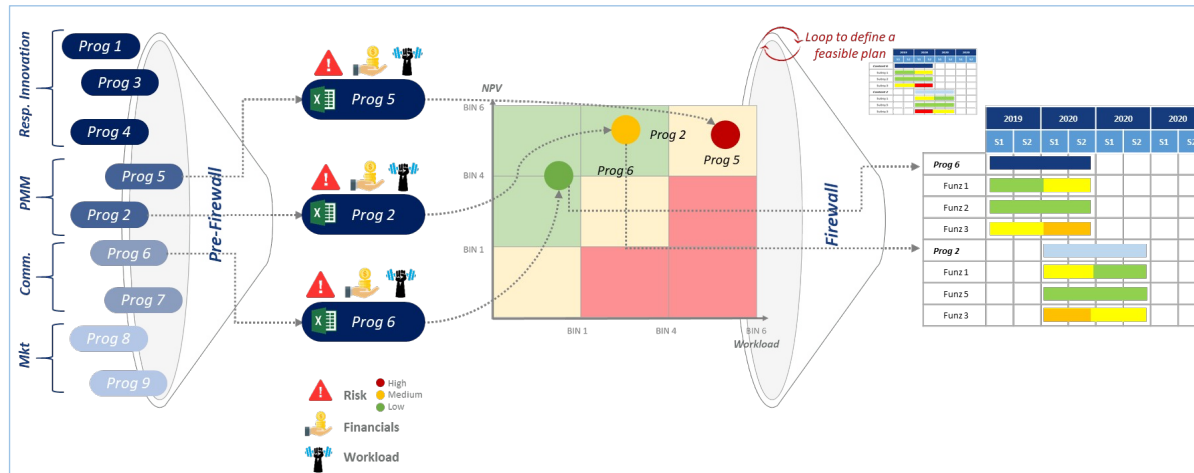 Resp. Innovation
PMM
Comm.
Mkt
Prog 1
Prog 3
Prog 4
Prog 5
Prog 2
Prog 6
Prog 7
Prog 8
Prog 9
Pre-Firewall
Prog 5
Prog 2
Prog 6
Risk
High
Medium
Low
Financials
Workload
NPV
BIN 6
BIN 4
BIN 1
Prog 2
Prog 5
Prog 6
BIN 1
BIN 4
BIN 6
Workload
Firewall
Loop to define a
feasible plan
2019 2020 2020 2020
S1 S2 S1 S2 S1 S2 S1 S2
Prog 6
Funz 1
Funz 2
Funz 3
Prog 2
Funz 1
Funz 5
Funz 3